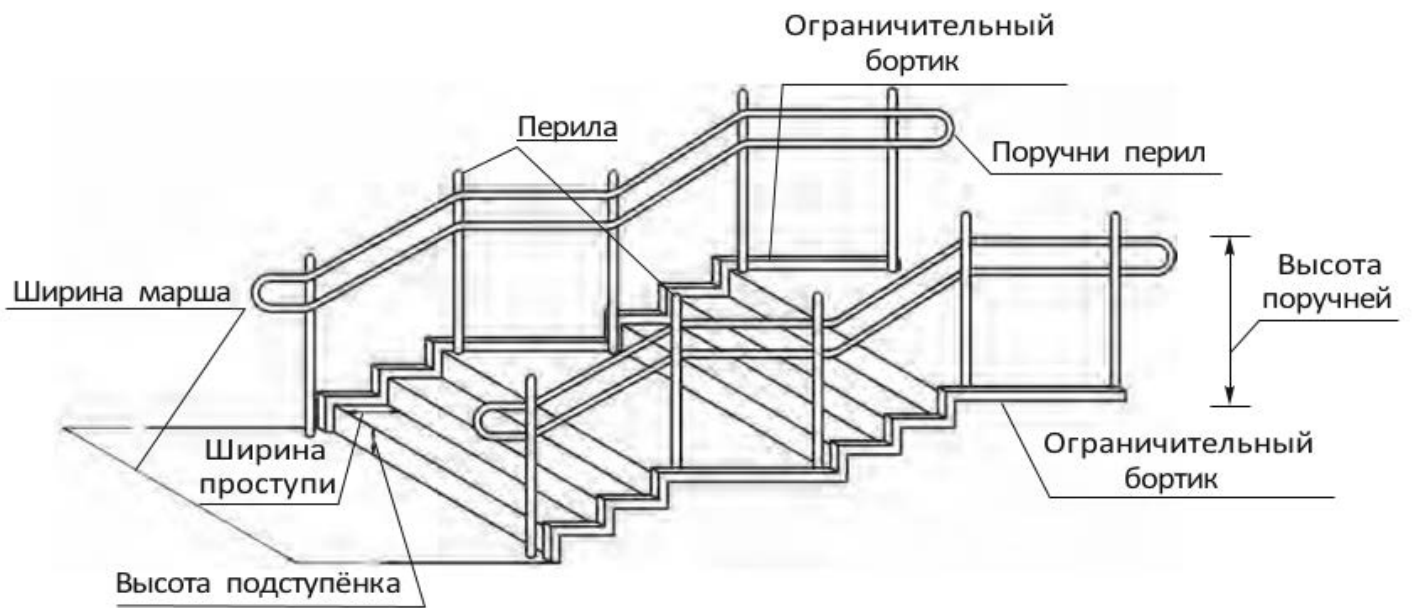 Ограничительный
бортик
Перила
Поручни перил
Ширина марша
Высота
поручней
Ширина
проступи
Ограничительный
бортик
Высота подступёнка